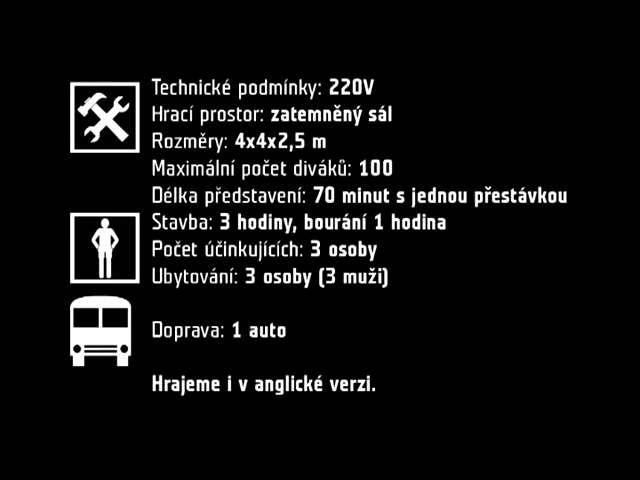 Technické podmínky: 220V
Hrací prostor: zatemněný sál
Rozměry: 4x4x2,5 m
Maximální počet diváků: 100
Délka představení: 70 minut s jednou přestávkou
Stavba: 3 hodiny, bourání 1 hodina
Počet účinkujících: 3 osoby
Ubytování: 3 osoby (3 muži)
Doprava: 1 auto
Hrajeme i v anglické verzi.